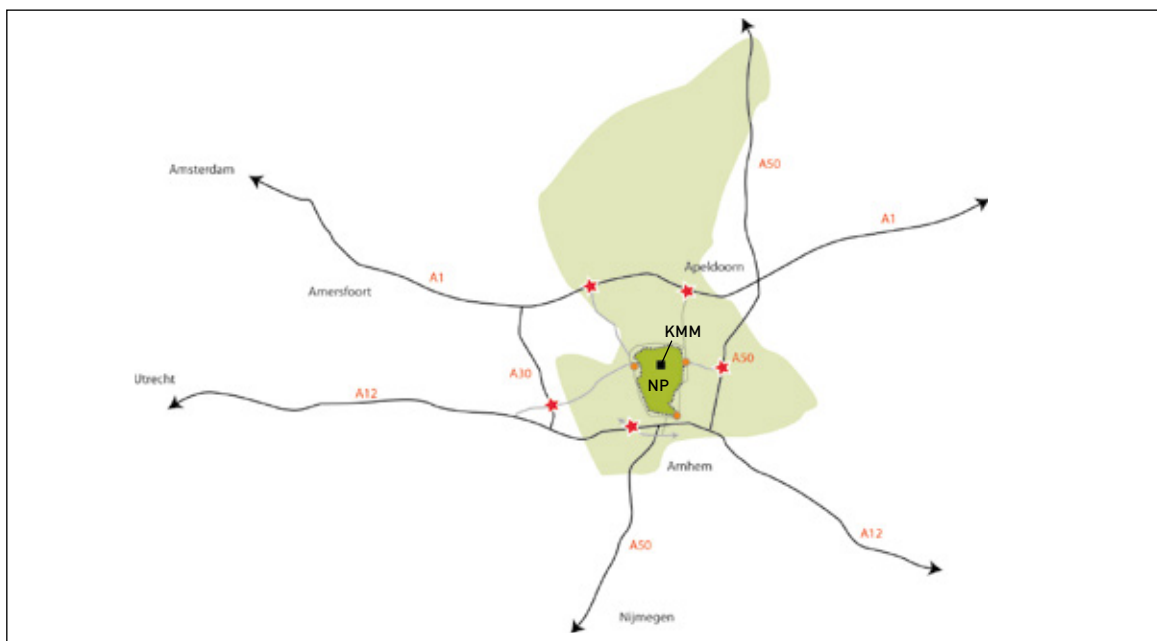 A50
Amsterdam
A1
Apeldoorn
A1
Amersfoort
KMM
A50
A30
NP
Utrecht
A12
Arnhem
A12
A50
Nijmegen